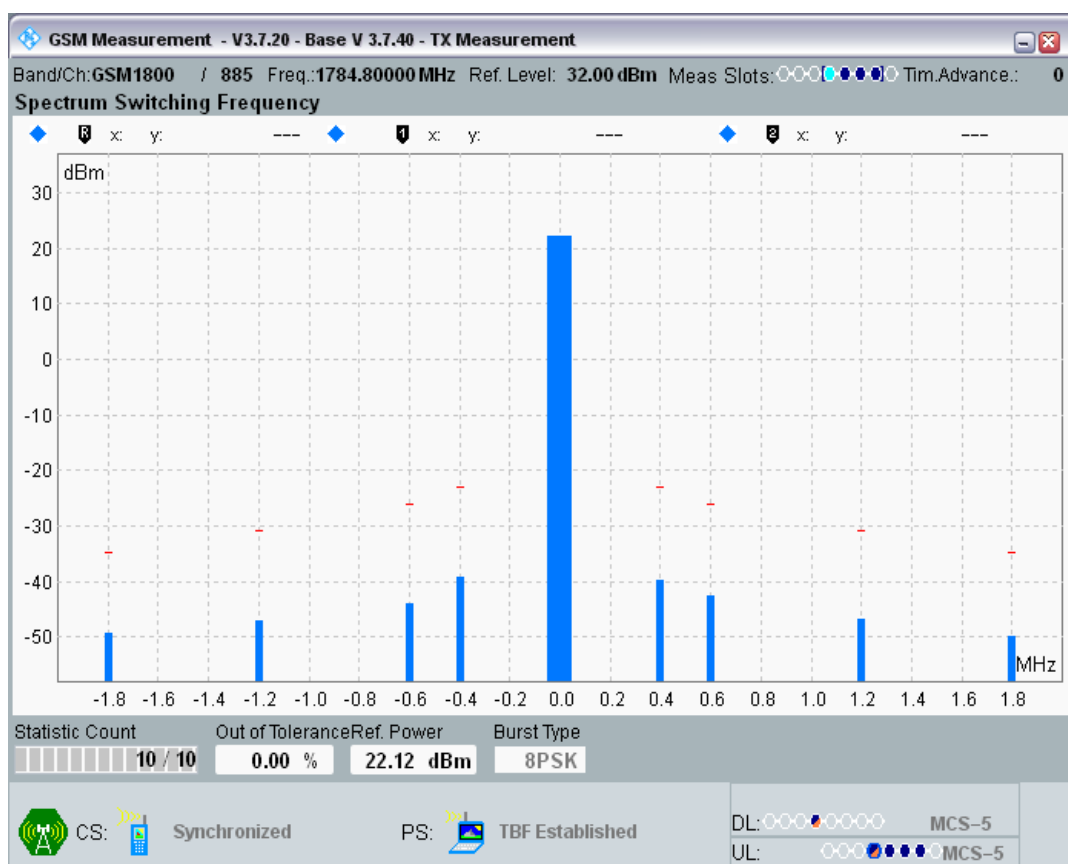 GSM Measurement - V3.7.20 - Base V 3.7.40 - TX Measurement
Band/Ch:GSM1800 / 885 Freq.:1784.80000 MHz Ref. Level: 32.00 dBm Meas Slots: Tim.Advance.: 0
Spectrum Switching Frequency
R x: y: --- 1 x: y: --- 2 x: y: ---
dBm
30
20
10
0
-10
-20
-30
-40
-50
MHz
-1.8 -1.6 -1.4 -1.2 -1.0 -0.8 -0.6 -0.4 -0.2 0.0 0.2 0.4 0.6 0.8 1.0 1.2 1.4 1.6 1.8
Statistic Count Out of Tolerance Ref. Power Burst Type
10 / 10 0.00 % 22.12 dBm 8PSK
CS: Synchronized PS: TBF Established DL: MCS-5
UL: MCS-5